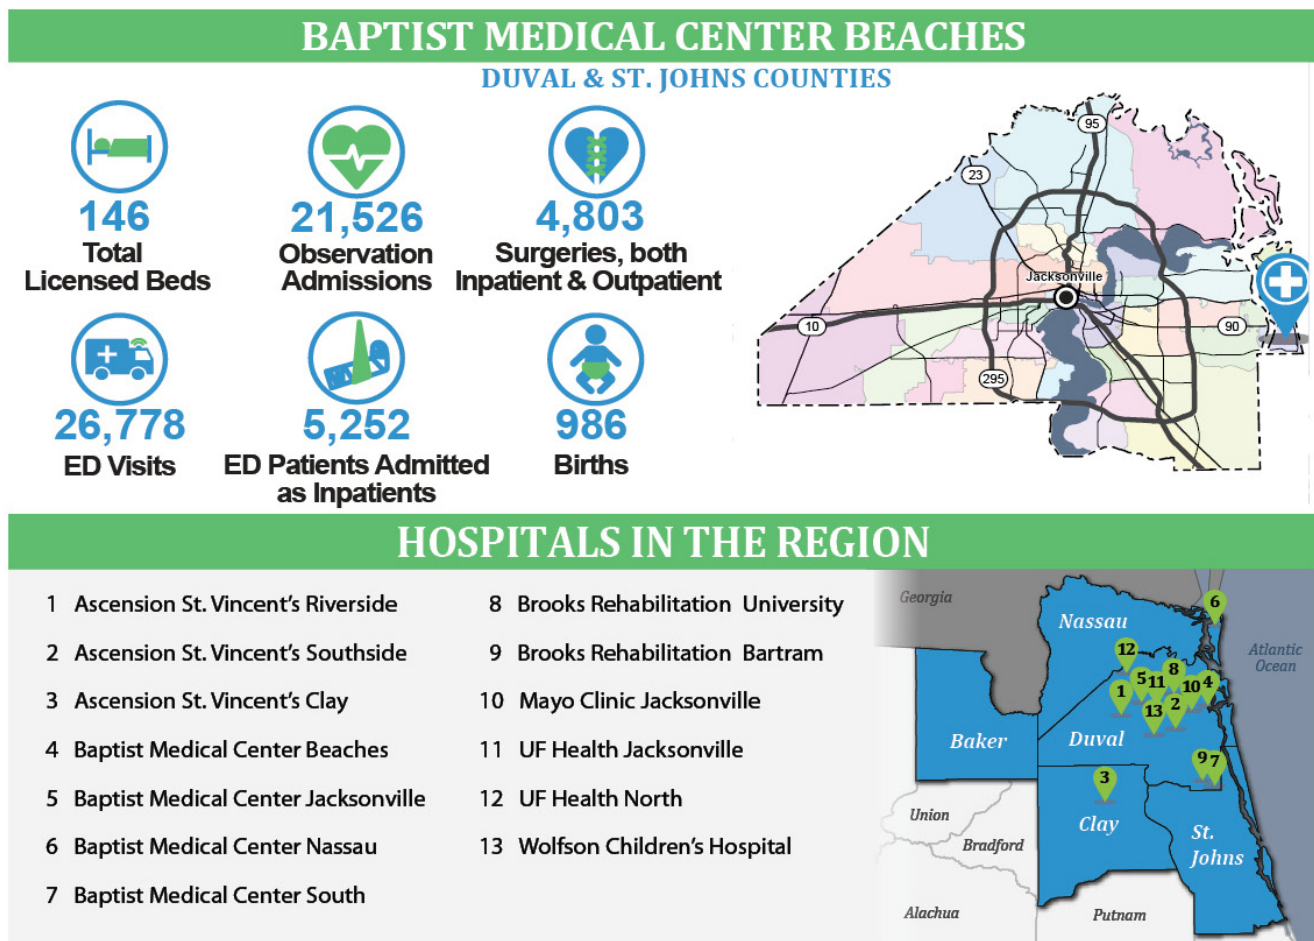 BAPTIST MEDICAL CENTER BEACHES
DUVAL & ST. JOHNS COUNTIES
146
Total
Licensed Beds
21,526
Observation
Admissions
4,803
Surgeries, both
Inpatient & Outpatient
26,778
ED Visits
5,252
ED Patients Admitted
as Inpatients
986
Births
95
23
Jacksonville
10
90
295
HOSPITALS IN THE REGION
1 Ascension St. Vincent's Riverside
2 Ascension St. Vincent's Southside
3 Ascension St. Vincent's Clay
4 Baptist Medical Center Beaches
5 Baptist Medical Center Jacksonville
6 Baptist Medical Center Nassau
7 Baptist Medical Center South
8 Brooks Rehabilitation University
9 Brooks Rehabilitation Bartram
10 Mayo Clinic Jacksonville
11 UF Health Jacksonville
12 UF Health North
13 Wolfson Children's Hospital
Georgia
6
Nassau
Atlantic
Ocean
12
8
5
11
10
4
1
13
2
Baker
Duval
9
7
3
Union
Clay
St.
Johns
Bradford
Alachua
Putnam